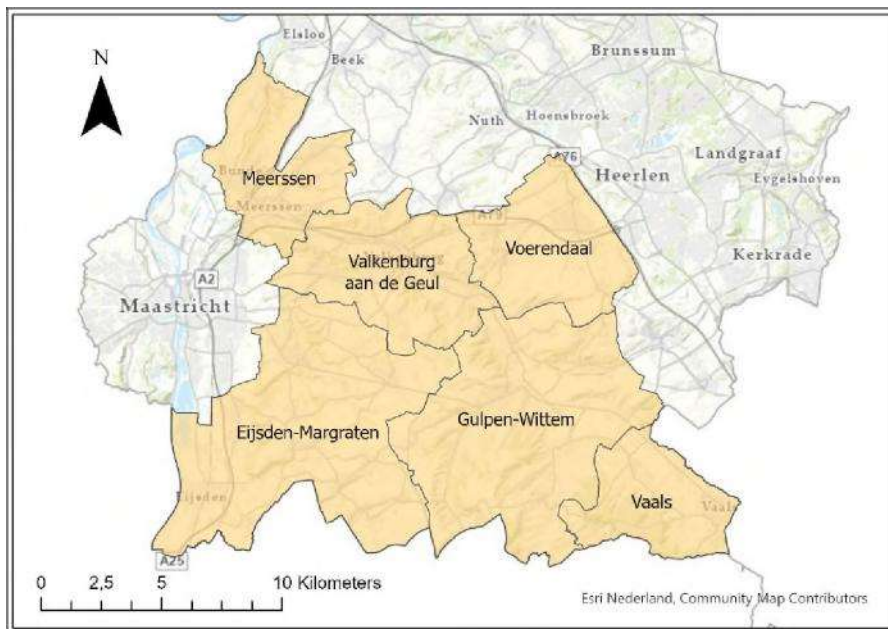 Elsloo
Beek
Brunssum
N
Nuth
Hoensbroek
A76
Landgraaf
Heerlen
Evgelshoven
Meerssen
Meerssen
A79
Voerendaal
Kerkrade
Valkenburg
aan de Geul
A2
Maastricht
Gulpen-Wittem
Eijsden-Margraten
Eijsden
Vaals
Vaals
A25
0 2,5 5 10 Kilometers
Esri Nederland, Community Map Contributors